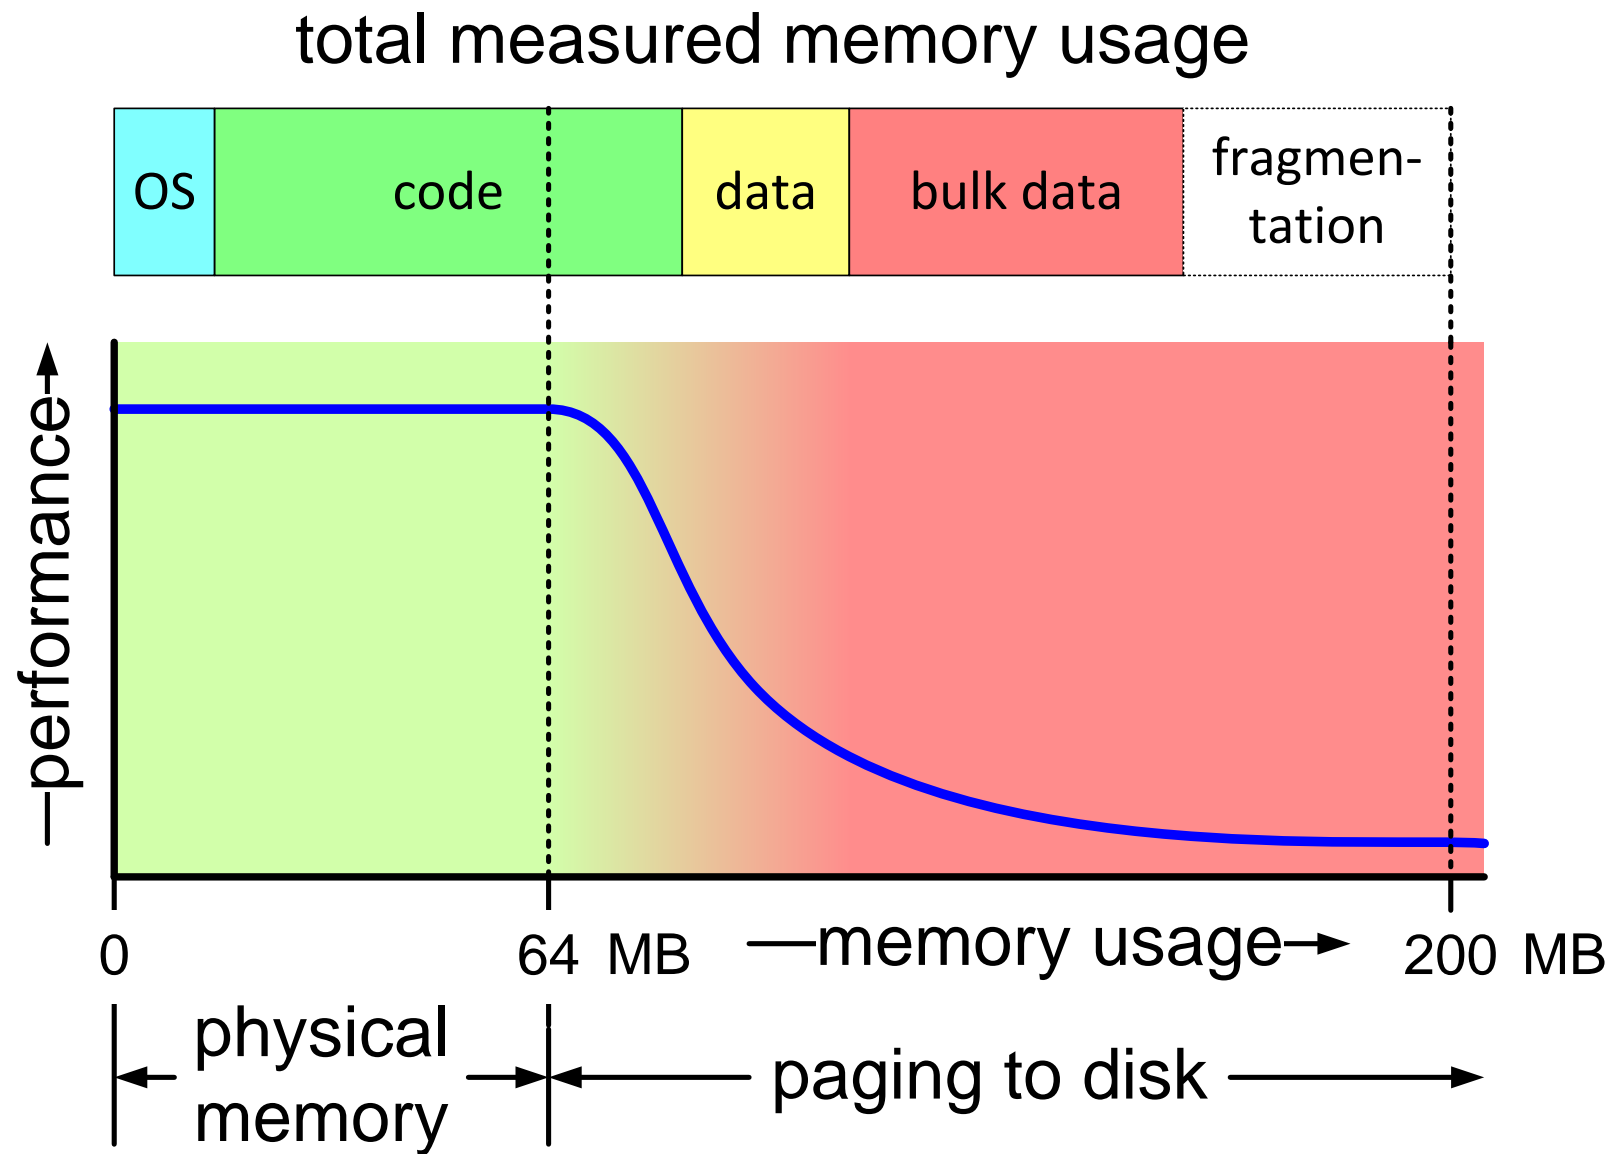 total measured memory usage
OS
code
data
bulk data
fragmen-
tation
performance
0
64 MB
memory usage
200 MB
physical
memory
paging to disk